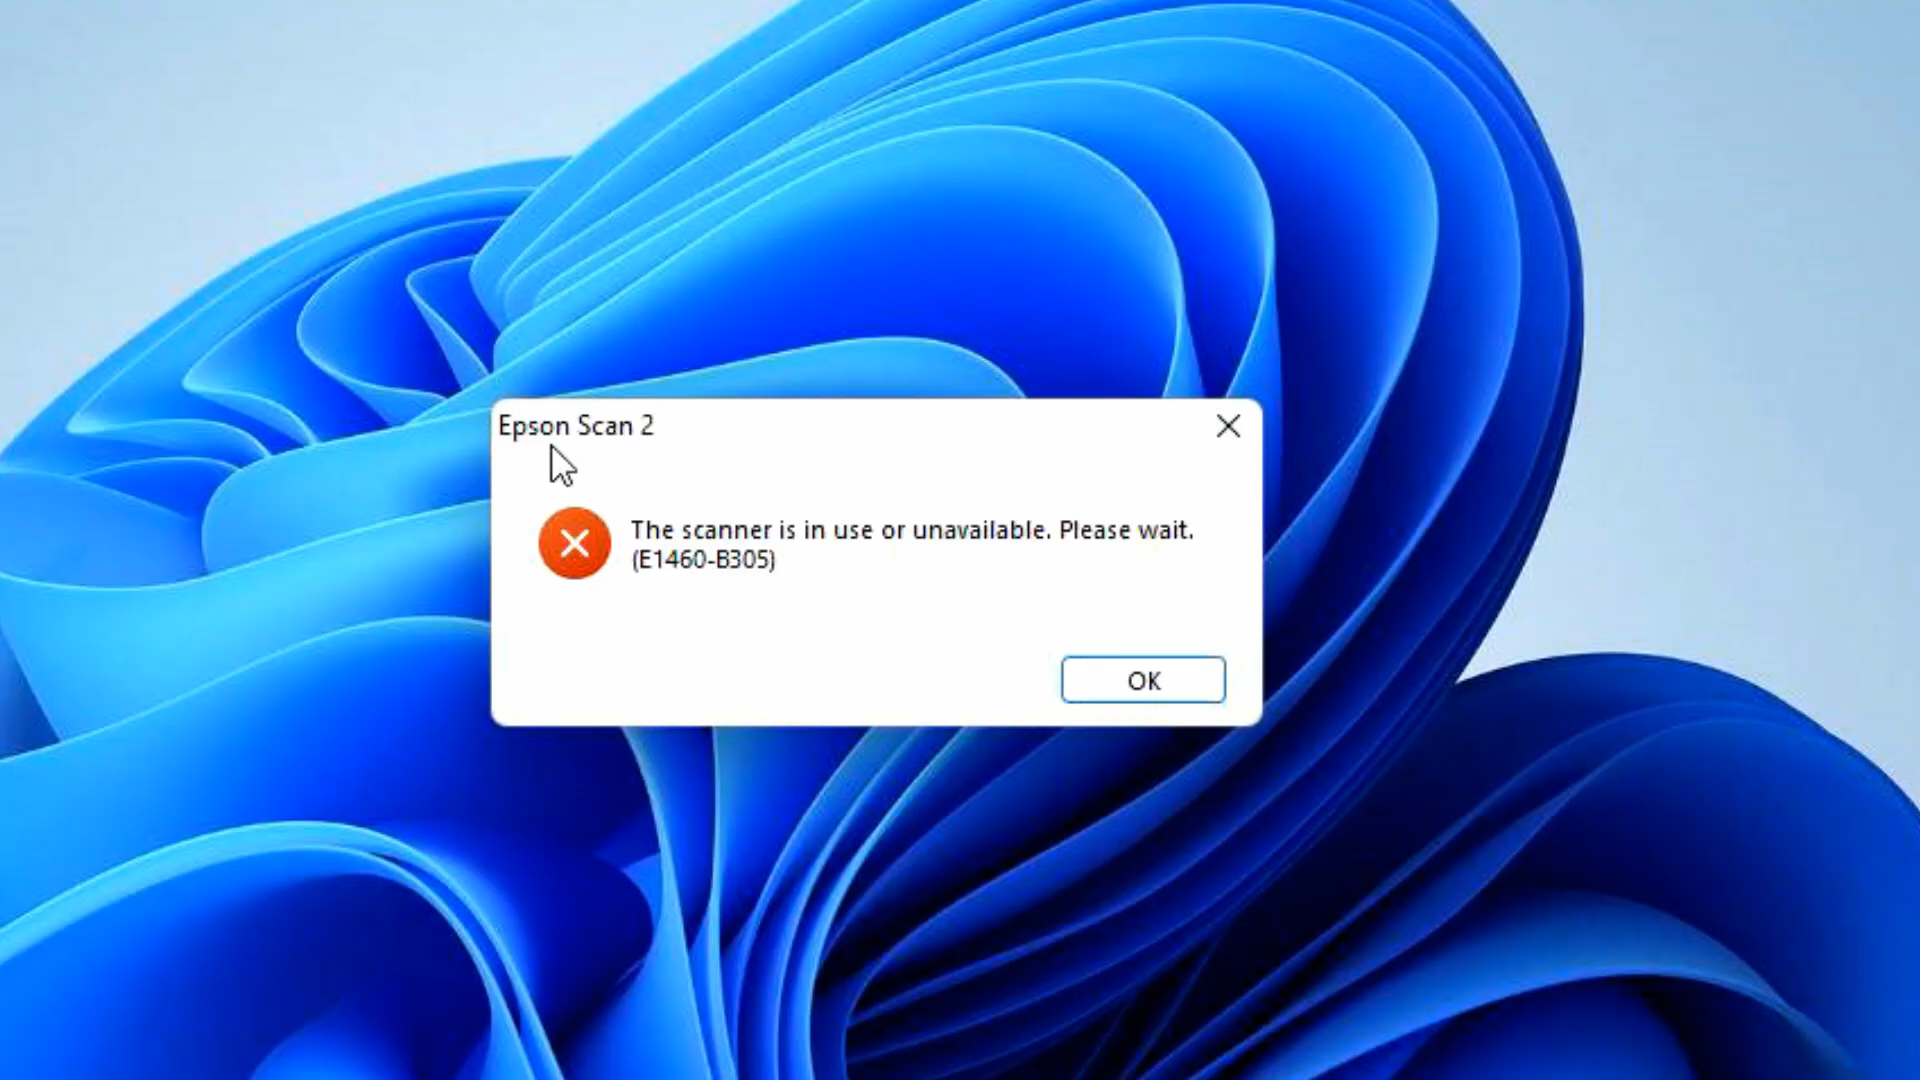 Epson Scan 2
The scanner is in use or unavailable. Please wait.
(E1460-B305)
OK